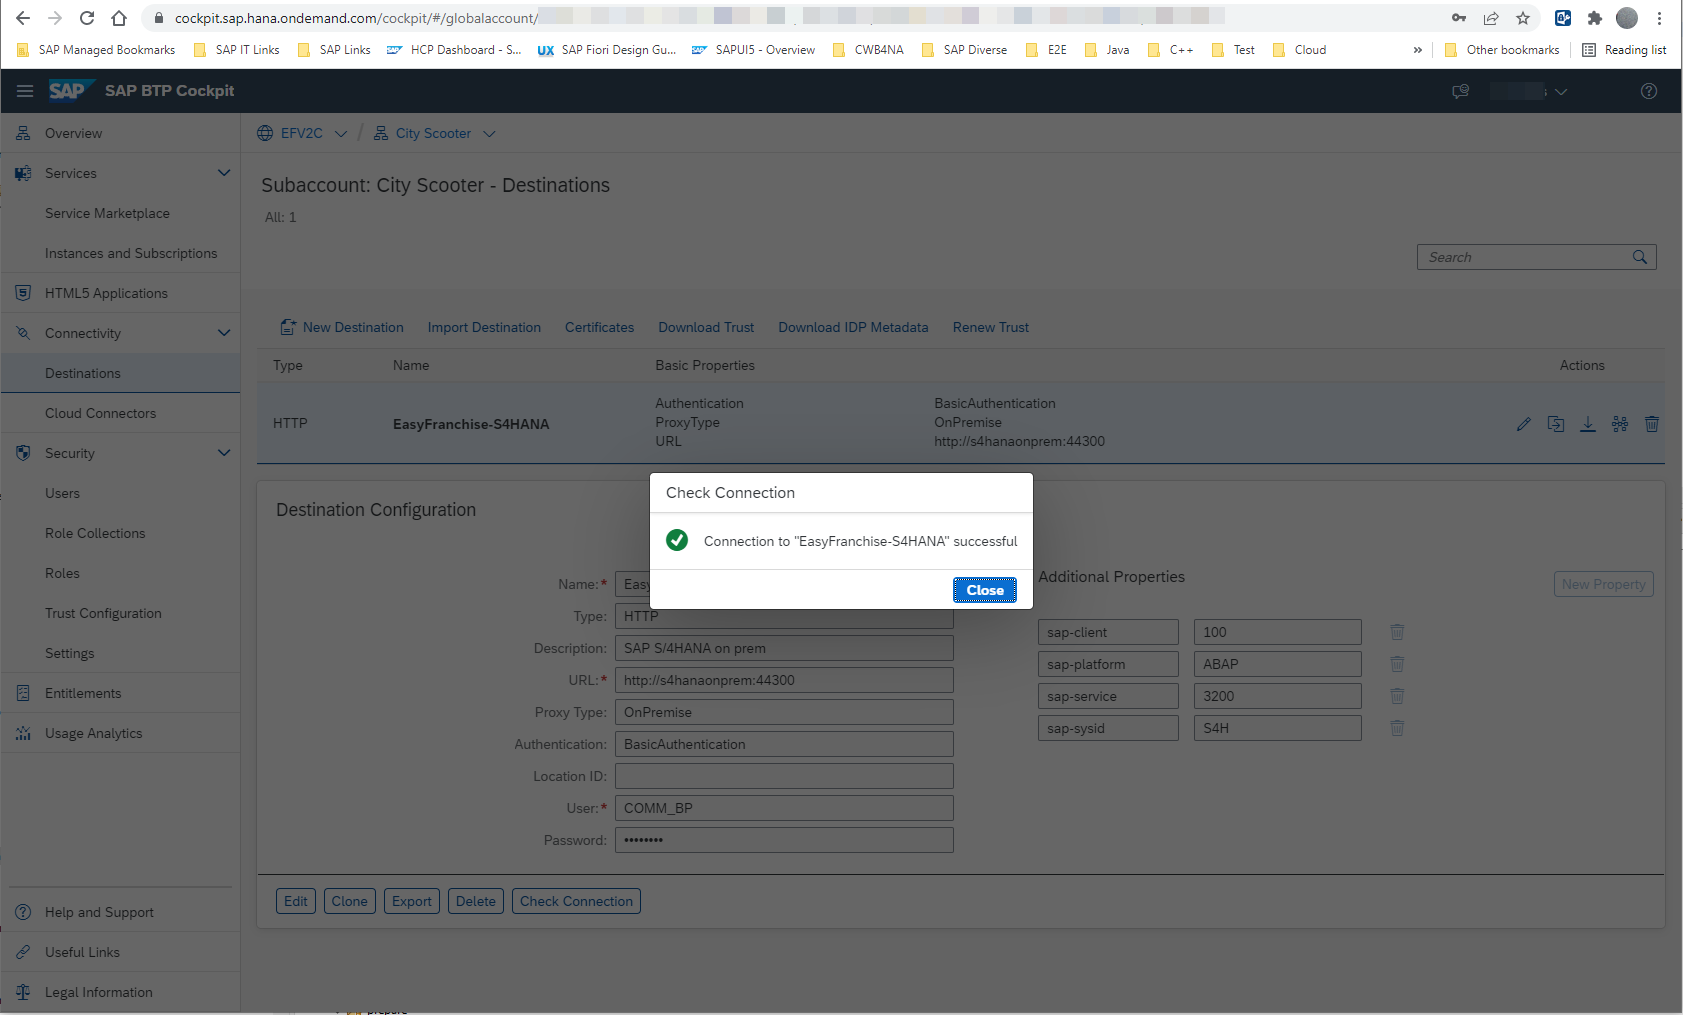 cockpit.sap.hana.ondemand.com/cockpit/#/globalaccount/
SAP Managed Bookmarks SAP IT Links SAP Links HCP Dashboard - S... UX SAP Fiori Design Gu... SAPUI5 - Overview CWB4NA SAP Diverse E2E Java C++ Test Cloud » Other bookmarks Reading list
SAP SAP BTP Cockpit
Overview
Services
Service Marketplace
Instances and Subscriptions
HTML5 Applications
Connectivity
Destinations
Cloud Connectors
Security
Users
Role Collections
Roles
Trust Configuration
Settings
Entitlements
Usage Analytics
Help and Support
Useful Links
Legal Information
EFV2C / City Scooter
Subaccount: City Scooter - Destinations
All: 1
Search
New Destination Import Destination Certificates Download Trust Download IDP Metadata Renew Trust
Type Name Basic Properties Actions
HTTP EasyFranchise-S4HANA
Authentication BasicAuthentication
ProxyType OnPremise
URL http://s4hanaonprem:44300
Check Connection
Connection to "EasyFranchise-S4HANA" successful
Close
Destination Configuration
Name:* Easy
Type: HTTP
Description: SAP S/4HANA on prem
URL:* http://s4hanaonprem:44300
Proxy Type: OnPremise
Authentication: BasicAuthentication
Location ID:
User:* COMM_BP
Password: ••••••••
Additional Properties New Property
sap-client 100
sap-platform ABAP
sap-service 3200
sap-sysid S4H
Edit Clone Export Delete Check Connection
prepare